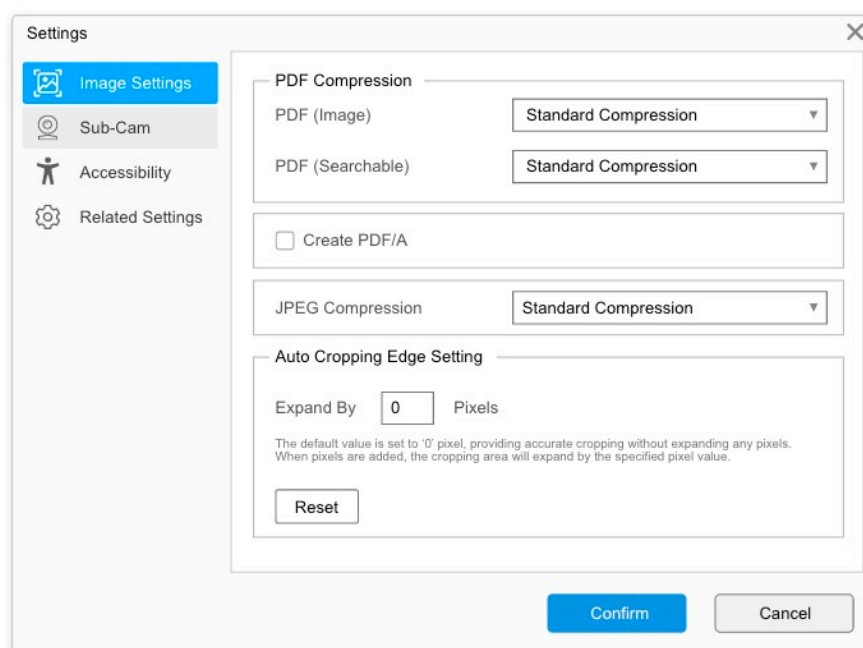 Settings
Image Settings
Sub-Cam
Accessibility
Related Settings
PDF Compression
PDF (Image)
Standard Compression
PDF (Searchable)
Standard Compression
Create PDF/A
JPEG Compression
Standard Compression
Auto Cropping Edge Setting
Expand By 0 Pixels
The default value is set to ‘0’ pixel, providing accurate cropping without expanding any pixels.
When pixels are added, the cropping area will expand by the specified pixel value.
Reset
Confirm
Cancel